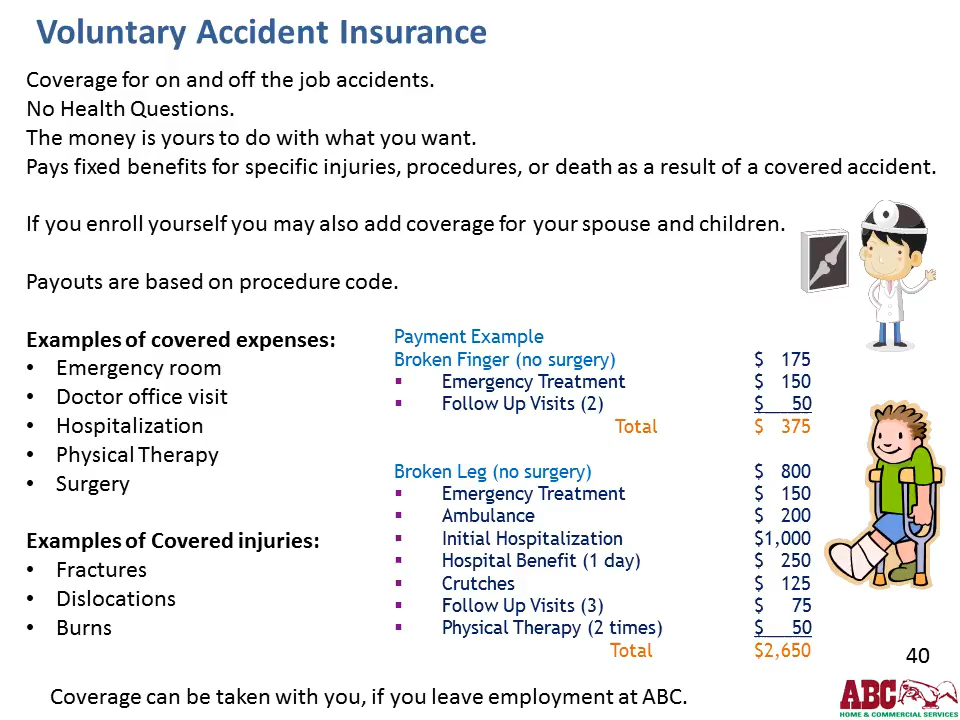 Voluntary Accident Insurance
Coverage for on and off the job accidents.
No Health Questions.
The money is yours to do with what you want.
Pays fixed benefits for specific injuries, procedures, or death as a result of a covered accident.
If you enroll yourself you may also add coverage for your spouse and children.
Payouts are based on procedure code.
Examples of covered expenses:
• Emergency room
• Doctor office visit
• Hospitalization
• Physical Therapy
• Surgery
Examples of Covered injuries:
• Fractures
• Dislocations
• Burns
Payment Example
Broken Finger (no surgery) $ 175
▪ Emergency Treatment $ 150
▪ Follow Up Visits (2) $ 50
Total $ 375
Broken Leg (no surgery) $ 800
▪ Emergency Treatment $ 150
▪ Ambulance $ 200
▪ Initial Hospitalization $1,000
▪ Hospital Benefit (1 day) $ 250
▪ Crutches $ 125
▪ Follow Up Visits (3) $ 75
▪ Physical Therapy (2 times) $ 50
Total $2,650
Coverage can be taken with you, if you leave employment at ABC.
40
ABC
HOME & COMMERCIAL SERVICES